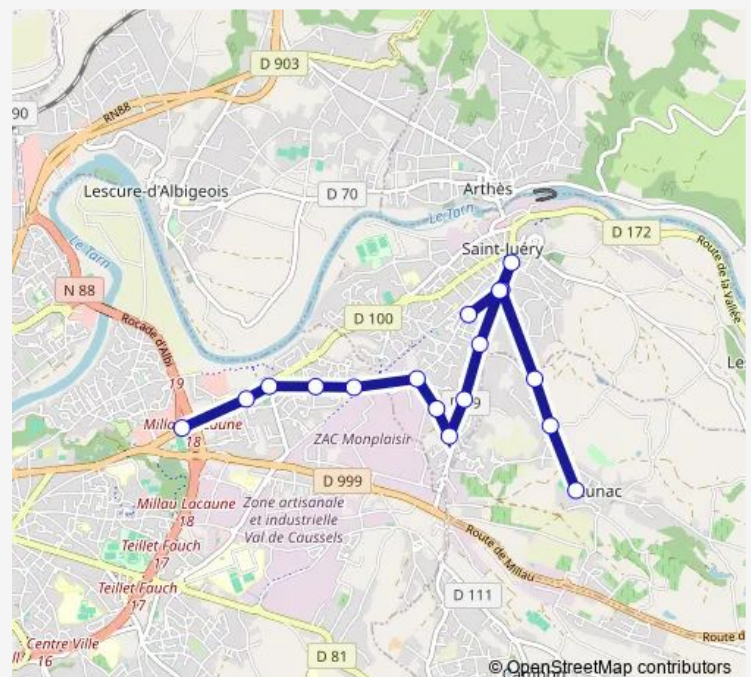 D 903
90
RN88
Lescure-d'Albigeois
D 70
Arthès
Le Tarn
D 172
Saint-Juéry
Le Tarn
Route de la Vallée
N 88
Rocade d'Albi
D 100
Le
19
18
ZAC Monplaisir
D 999
unac
Millau Lacaune
18
Zone artisanale
et industrielle
Val de Caussels
Teillet Fauch
17
Route de Millau
Teillet Fauch
17
D 111
Centre Ville
16
D 81
Route d
© OpenStreetMap contributors